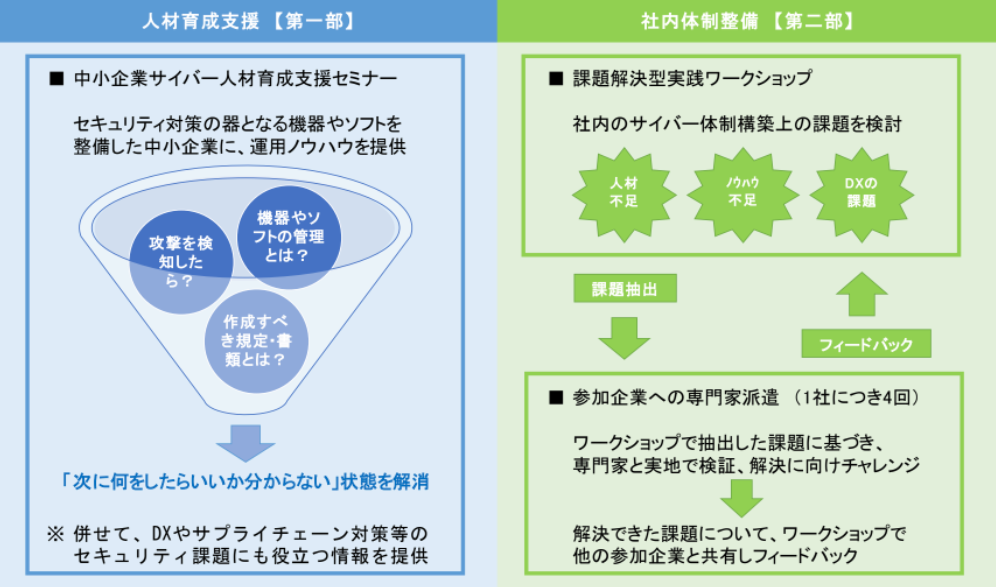 人材育成支援 【第一部】
■ 中小企業サイバー人材育成支援セミナー
セキュリティ対策の器となる機器やソフトを
整備した中小企業に、運用ノウハウを提供
攻撃を検
知した
ら？
機器やソ
フトの管理
とは？
作成すべ
き規定・書
類とは？
「次に何をしたらいいか分からない」状態を解消
※ 併せて、DXやサプライチェーン対策等の
セキュリティ課題にも役立つ情報を提供
社内体制整備 【第二部】
■ 課題解決型実践ワークショップ
社内のサイバー体制構築上の課題を検討
人材
不足
ノウハウ
不足
DXの
課題
課題抽出
フィードバック
■ 参加企業への専門家派遣 （1社につき4回）
ワークショップで抽出した課題に基づき、
専門家と実地で検証、解決に向けチャレンジ
解決できた課題について、ワークショップで
他の参加企業と共有しフィードバック